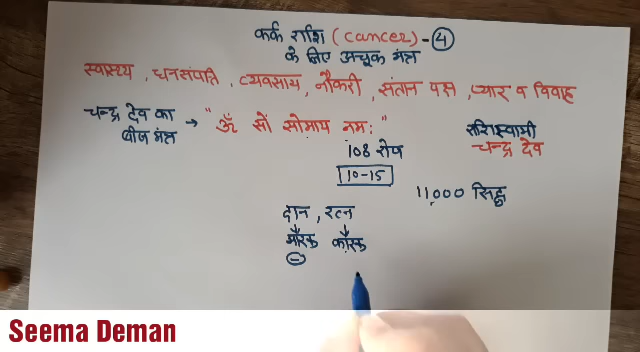 कर्क राशि (cancer) - ④
के लिए अचूक मंत्र
स्वास्थ्य, धनसंपति, व्यवसाय, नौकरी, संतान पक्ष, प्यार व विवाह
चन्द्र देव का → "ॐ सों सोमाय नमः"
बीज मंत्र
राशिस्वामी
चन्द्र देव
108 रोज
10-15
11,000 सिद्ध
दान, रत्न
Seema Deman